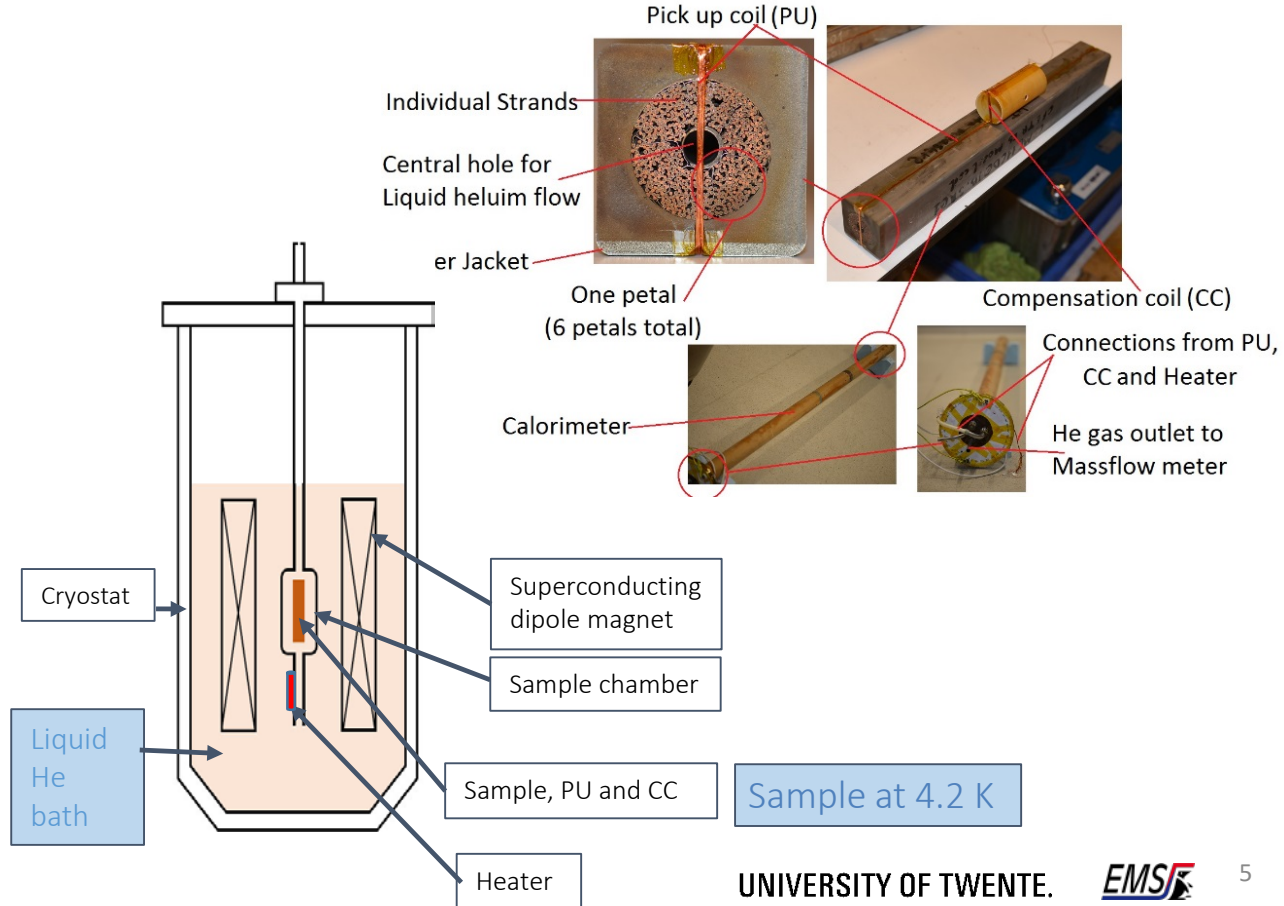 Pick up coil (PU)
Individual Strands
Central hole for
Liquid heluim flow
er Jacket
One petal
(6 petals total)
Compensation coil (CC)
Connections from PU,
CC and Heater
Calorimeter
He gas outlet to
Massflow meter
Cryostat
Superconducting
dipole magnet
Sample chamber
Liquid
He
bath
Sample, PU and CC
Sample at 4.2 K
Heater
UNIVERSITY OF TWENTE.
EMS
5